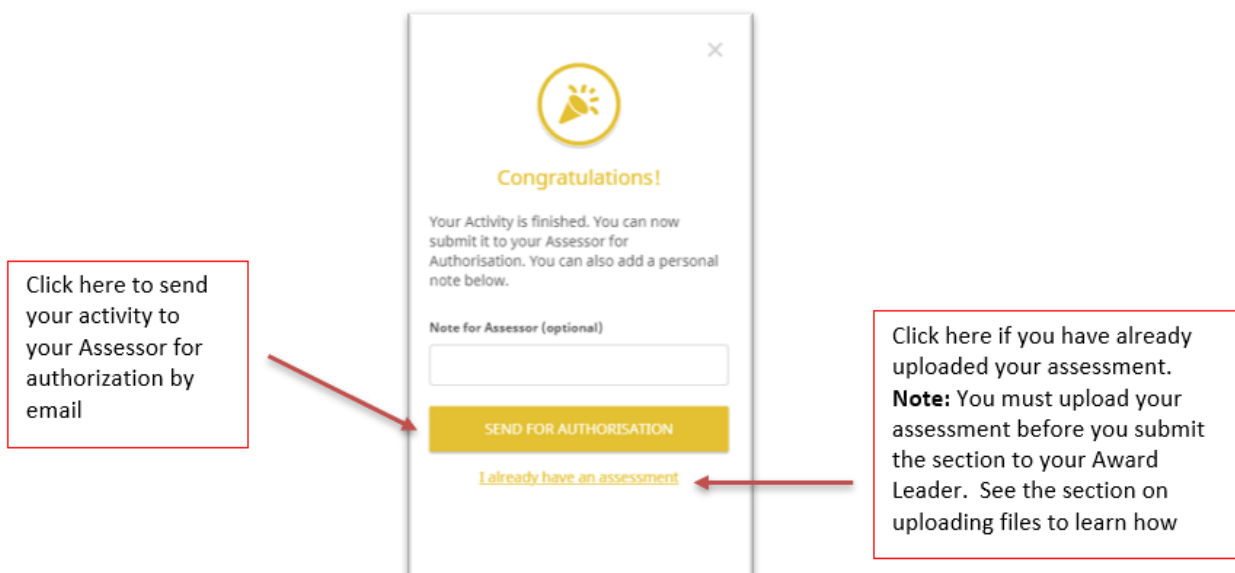 Congratulations!
Your Activity is finished. You can now
submit it to your Assessor for
Authorisation. You can also add a personal
note below.
Note for Assessor (optional)
SEND FOR AUTHORISATION
I already have an assessment
Click here to send
your activity to
your Assessor for
authorization by
email
Click here if you have already
uploaded your assessment.
Note: You must upload your
assessment before you submit
the section to your Award
Leader.  See the section on
uploading files to learn how